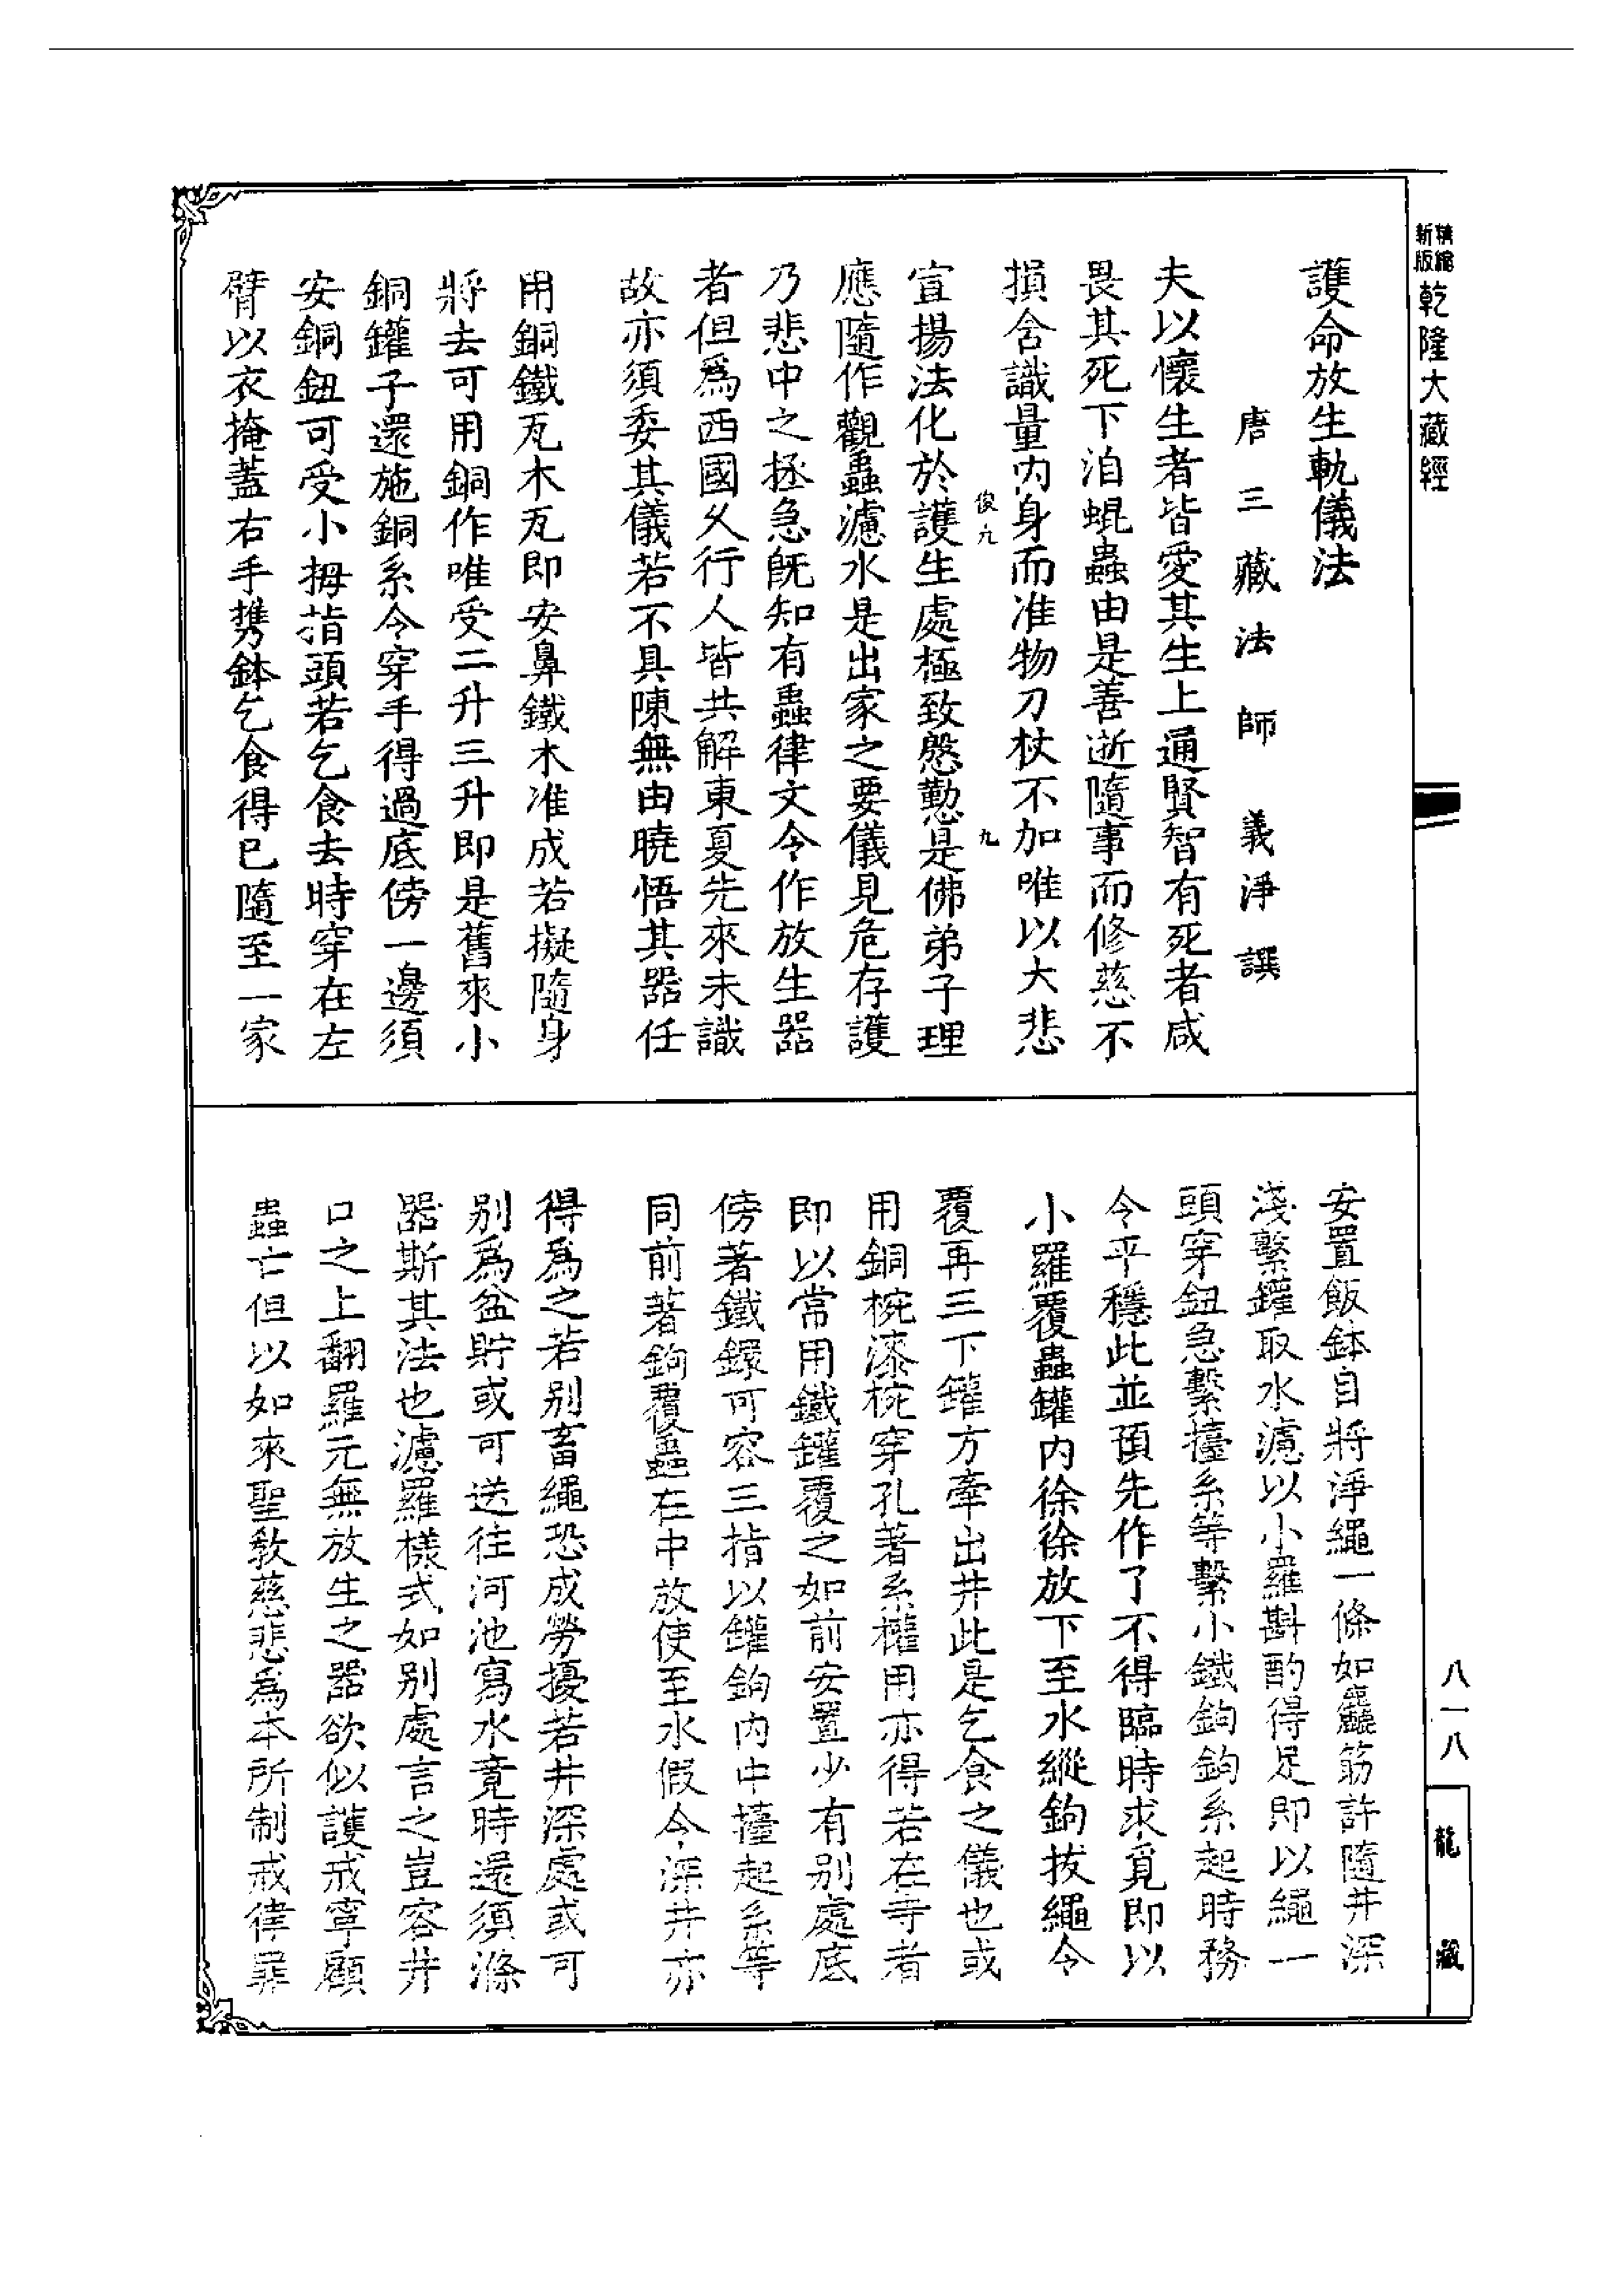 精縮
新版
乾隆大藏經
護命放生軌儀法
唐三藏法師義淨譔
夫以懷生者皆愛其生上通賢智有死者咸
畏其死下洎蜫蟲由是善逝隨事而修慈不
損含識量內身而准物刀杖不加唯以大悲
俊九
九
宣揚法化於護生處極致慇懃是佛弟子理
應隨作觀蟲濾水是出家之要儀見危存護
乃悲中之拯急既知有蟲律文令作放生器
者但爲西國久行人皆共解東夏先來未識
故亦須委其儀若不具陳無由曉悟其器任
用銅鐵瓦木瓦即安鼻鐵木准成若擬隨身
將去可用銅作唯受二升三升即是舊來小
銅鑵子還施銅系令穿手得過底傍一邊須
安銅鈕可受小拇指頭若乞食去時穿在左
臂以衣掩蓋右手携鉢乞食得已隨至一家
安置飯鉢自將淨繩一條如麤筋許隨井深
淺繫鑵取水濾以小羅斟酌得足即以繩一
頭穿鈕急繫擡系等繫小鐵鉤鉤系起時務
令平穩此並預先作了不得臨時求覓即以
小羅覆蟲鑵內徐徐放下至水縱鉤拔繩令
覆再三下鑵方牽出井此是乞食之儀也或
用銅椀漆椀穿孔著系權用亦得若在寺者
即以常用鐵鑵覆之如前安置少有別處底
傍著鐵鐶可容三指以鑵鉤內中擡起系等
同前著鉤覆蟲在中放使至水假令深井亦
得爲之若別畜繩恐成勞擾若井深處或可
別爲盆貯或可送往河池寫水竟時還須滌
器斯其法也濾羅樣式如別處言之豈容井
口之上翻羅元無放生之器欲似護戒寧顧
蟲亡但以如來聖教慈悲爲本所制戒律罪
八一八
龍藏